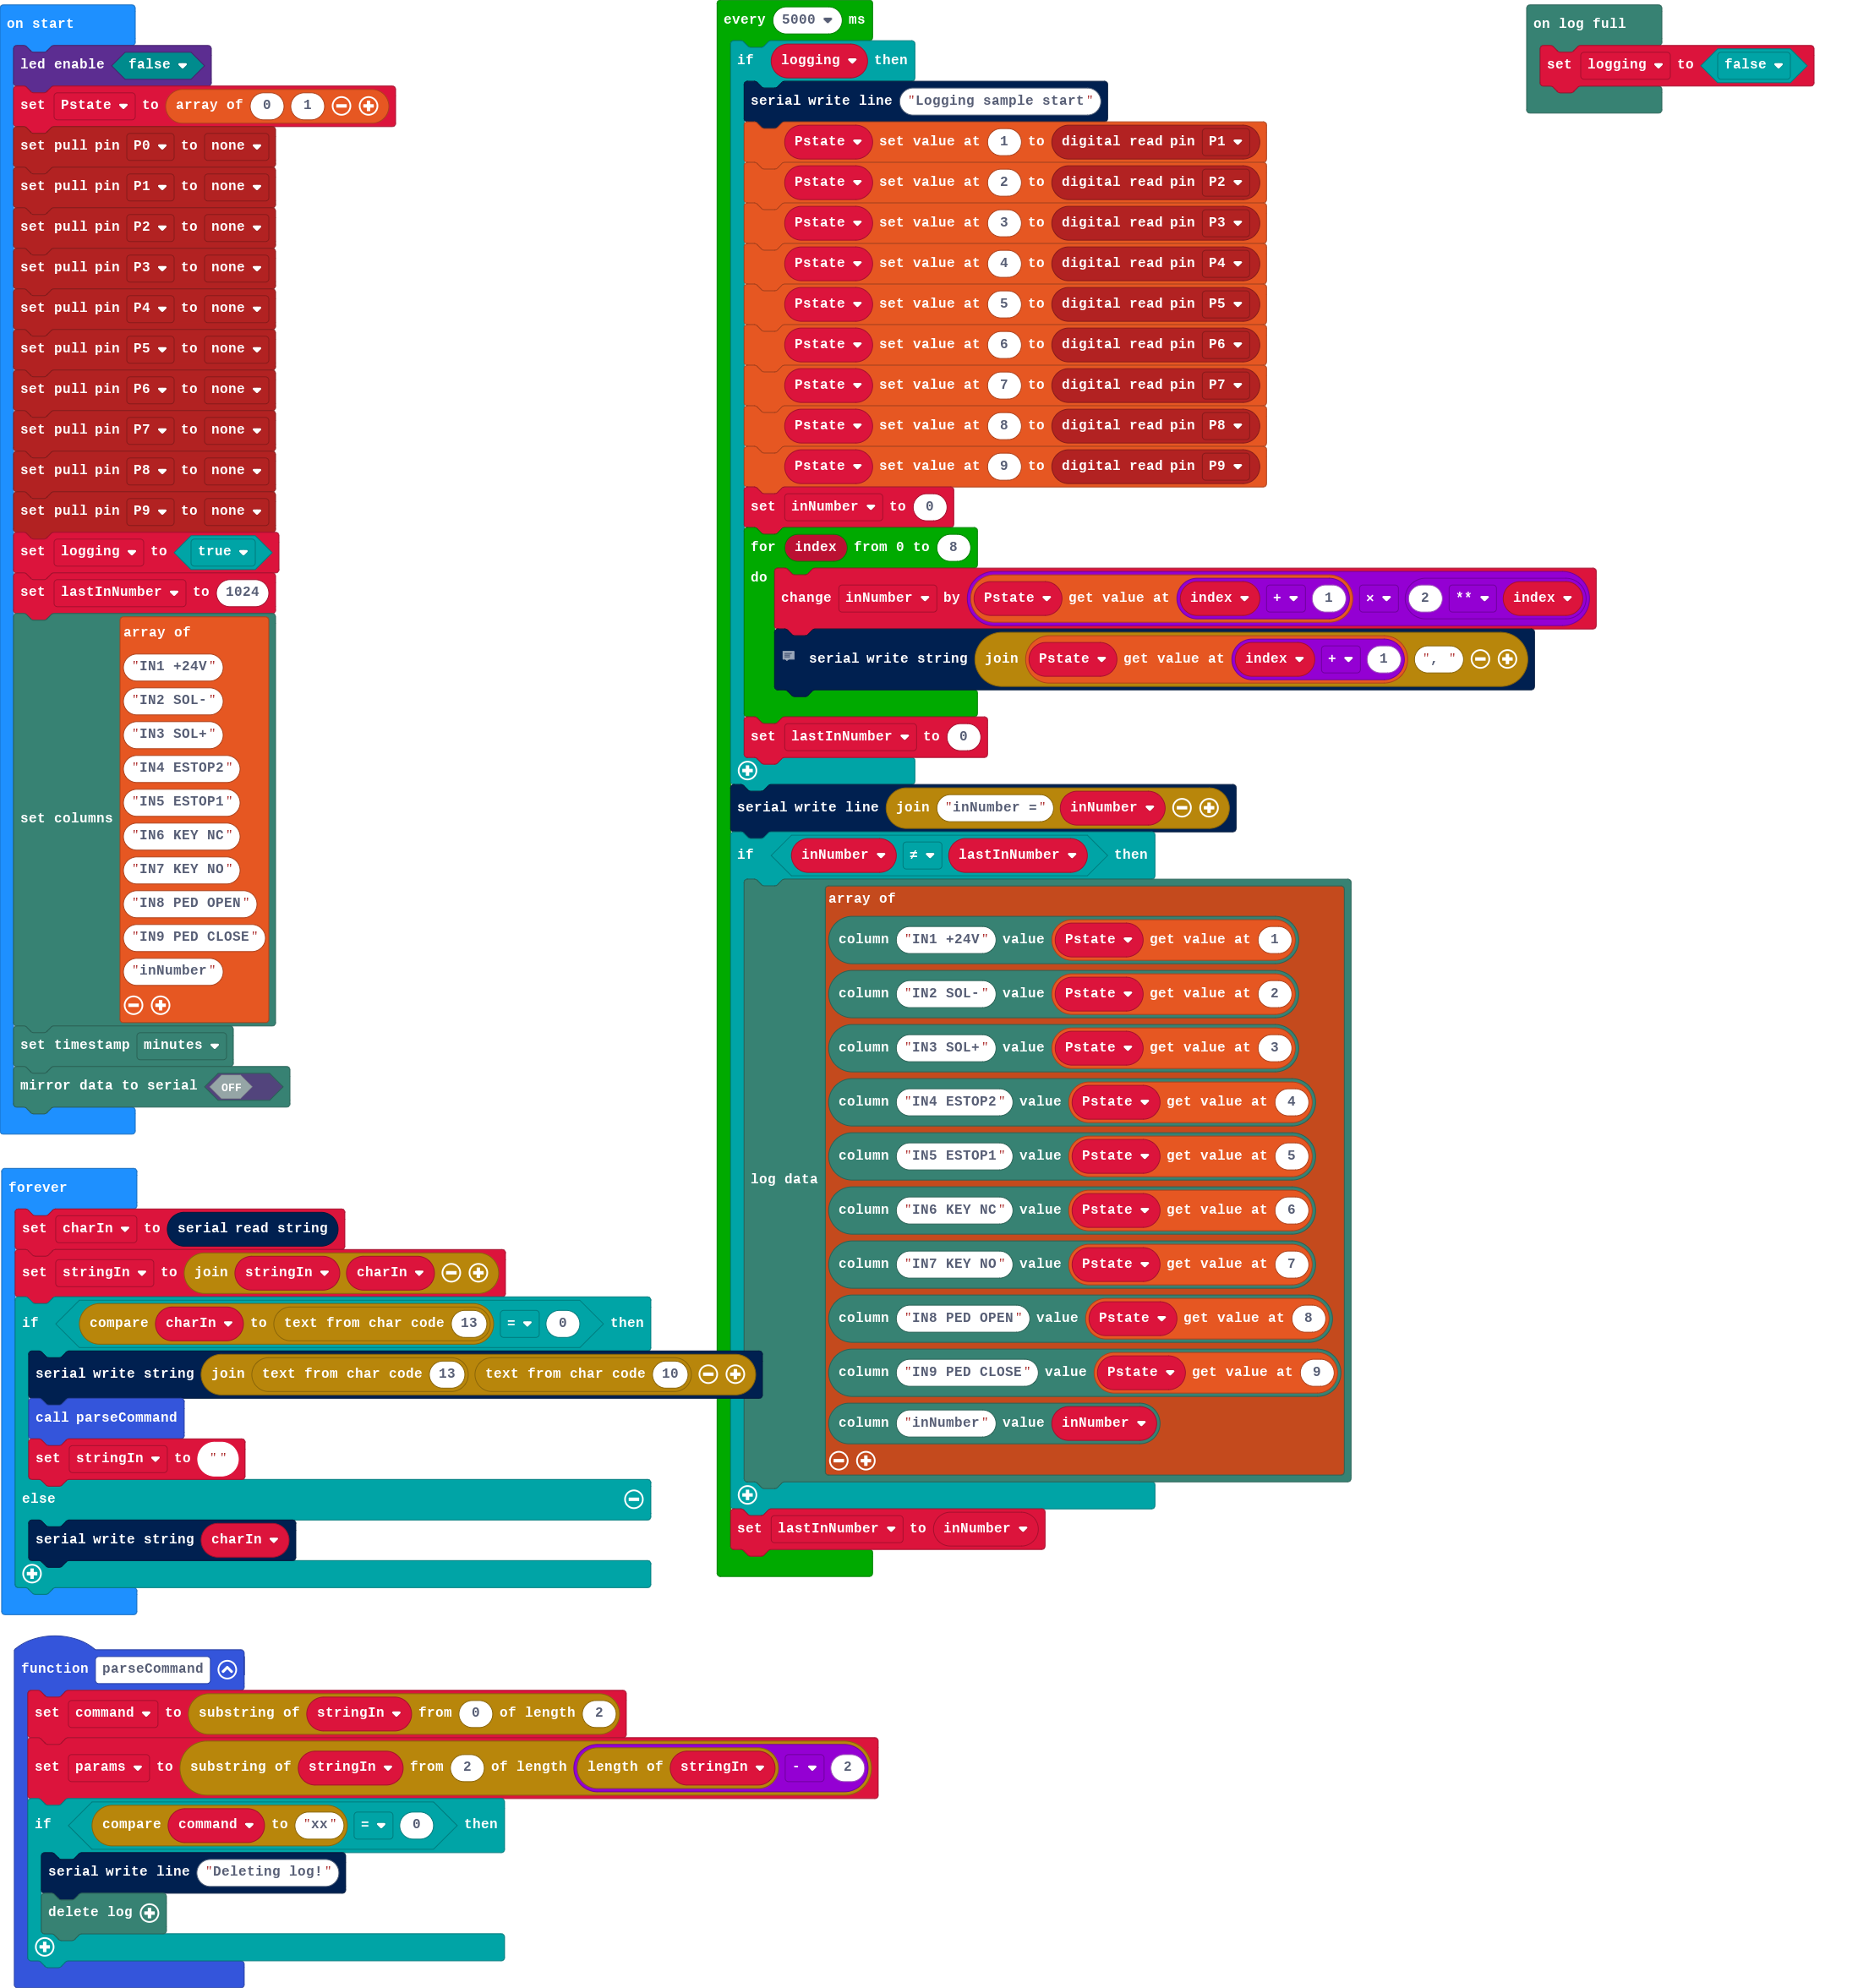 on start
led enable false
set Pstate to array of 0 1
set pull pin P0 to none
set pull pin P1 to none
set pull pin P2 to none
set pull pin P3 to none
set pull pin P4 to none
set pull pin P5 to none
set pull pin P6 to none
set pull pin P7 to none
set pull pin P8 to none
set pull pin P9 to none
set logging to true
set lastInNumber to 1024
set columns
array of
"IN1 +24V"
"IN2 SOL-"
"IN3 SOL+"
"IN4 ESTOP2"
"IN5 ESTOP1"
"IN6 KEY NC"
"IN7 KEY NO"
"IN8 PED OPEN"
"IN9 PED CLOSE"
"inNumber"
set timestamp minutes
mirror data to serial OFF
forever
set charIn to serial read string
set stringIn to join stringIn charIn
if compare charIn to text from char code 13 = 0 then
serial write string join text from char code 13 text from char code 10
call parseCommand
set stringIn to ""
else
serial write string charIn
function parseCommand
set command to substring of stringIn from 0 of length 2
set params to substring of stringIn from 2 of length length of stringIn - 2
if compare command to "xx" = 0 then
serial write line "Deleting log!"
delete log
every 5000 ms
if logging then
serial write line "Logging sample start"
Pstate set value at 1 to digital read pin P1
Pstate set value at 2 to digital read pin P2
Pstate set value at 3 to digital read pin P3
Pstate set value at 4 to digital read pin P4
Pstate set value at 5 to digital read pin P5
Pstate set value at 6 to digital read pin P6
Pstate set value at 7 to digital read pin P7
Pstate set value at 8 to digital read pin P8
Pstate set value at 9 to digital read pin P9
set inNumber to 0
for index from 0 to 8
do
change inNumber by Pstate get value at index + 1 × 2 ** index
serial write string join Pstate get value at index + 1 ", "
set lastInNumber to 0
serial write line join "inNumber =" inNumber
if inNumber ≠ lastInNumber then
log data
array of
column "IN1 +24V" value Pstate get value at 1
column "IN2 SOL-" value Pstate get value at 2
column "IN3 SOL+" value Pstate get value at 3
column "IN4 ESTOP2" value Pstate get value at 4
column "IN5 ESTOP1" value Pstate get value at 5
column "IN6 KEY NC" value Pstate get value at 6
column "IN7 KEY NO" value Pstate get value at 7
column "IN8 PED OPEN" value Pstate get value at 8
column "IN9 PED CLOSE" value Pstate get value at 9
column "inNumber" value inNumber
set lastInNumber to inNumber
on log full
set logging to false